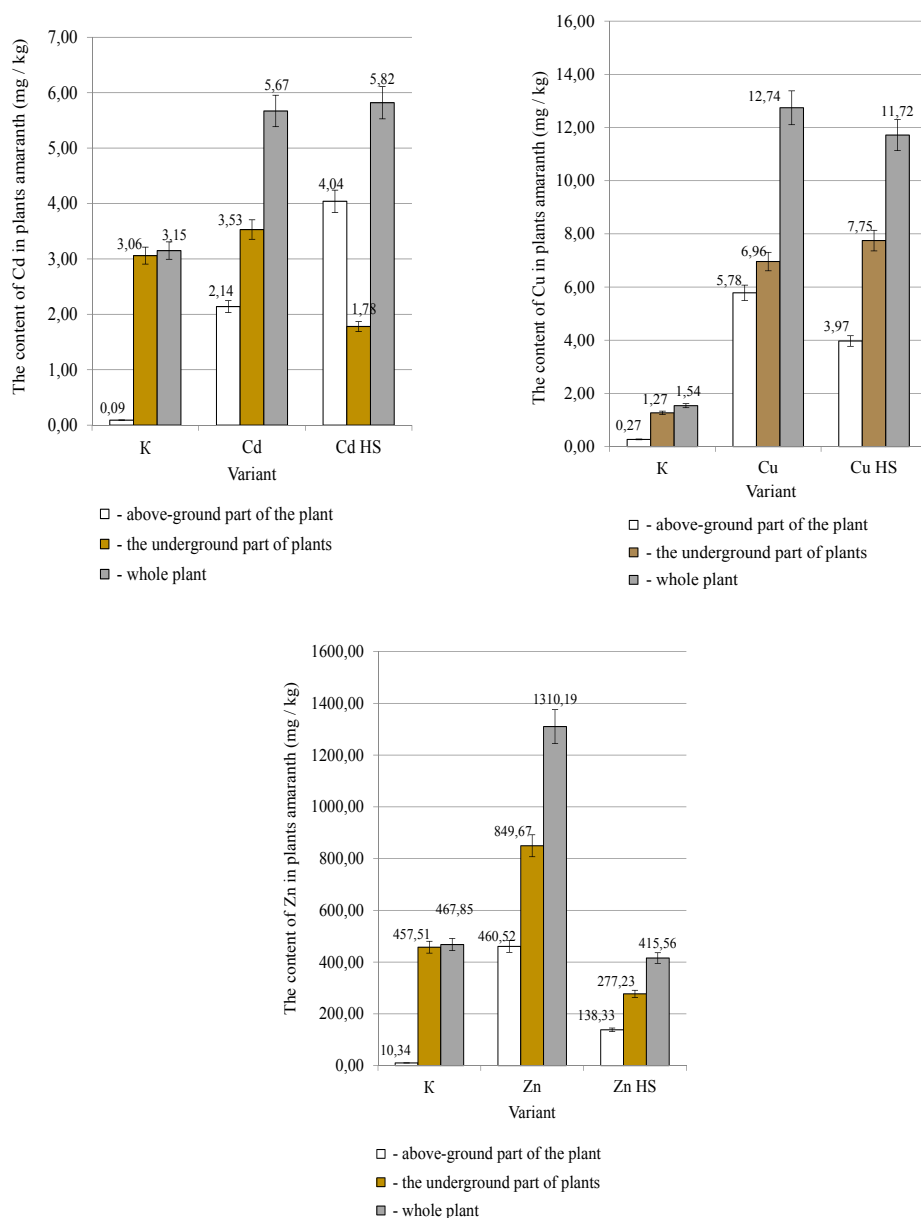 The content of Cd in plants amaranth (mg / kg)
7,00
6,00
5,00
4,00
3,00
2,00
1,00
0,00
0,09
3,06
3,15
2,14
3,53
5,67
4,04
1,78
5,82
K
Cd
Cd HS
Variant
- above-ground part of the plant
- the underground part of plants
- whole plant
The content of Cu in plants amaranth (mg / kg)
16,00
14,00
12,00
10,00
8,00
6,00
4,00
2,00
0,00
0,27
1,27
1,54
5,78
6,96
12,74
3,97
7,75
11,72
K
Cu
Cu HS
Variant
- above-ground part of the plant
- the underground part of plants
- whole plant
The content of Zn in plants amaranth (mg / kg)
1600,00
1400,00
1200,00
1000,00
800,00
600,00
400,00
200,00
0,00
10,34
457,51
467,85
460,52
849,67
1310,19
138,33
277,23
415,56
K
Zn
Zn HS
Variant
- above-ground part of the plant
- the underground part of plants
- whole plant